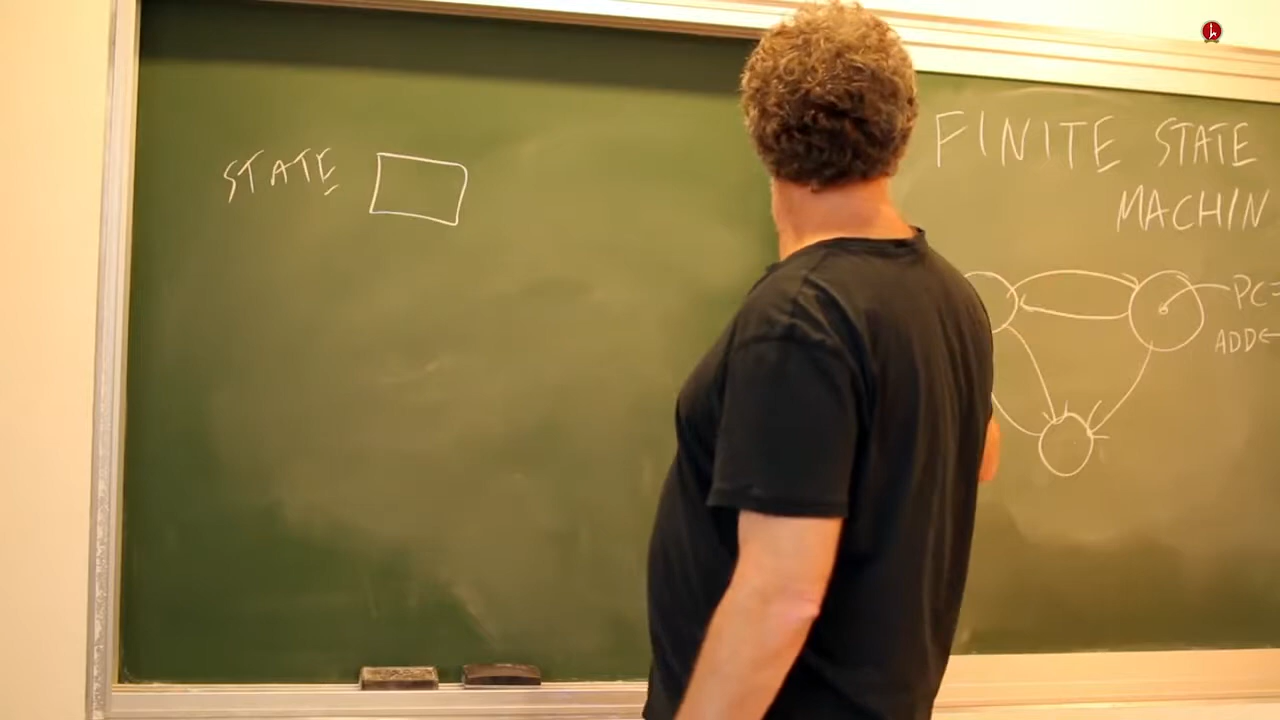 STATE
FINITE STATE
MACHIN
PC=
ADD←